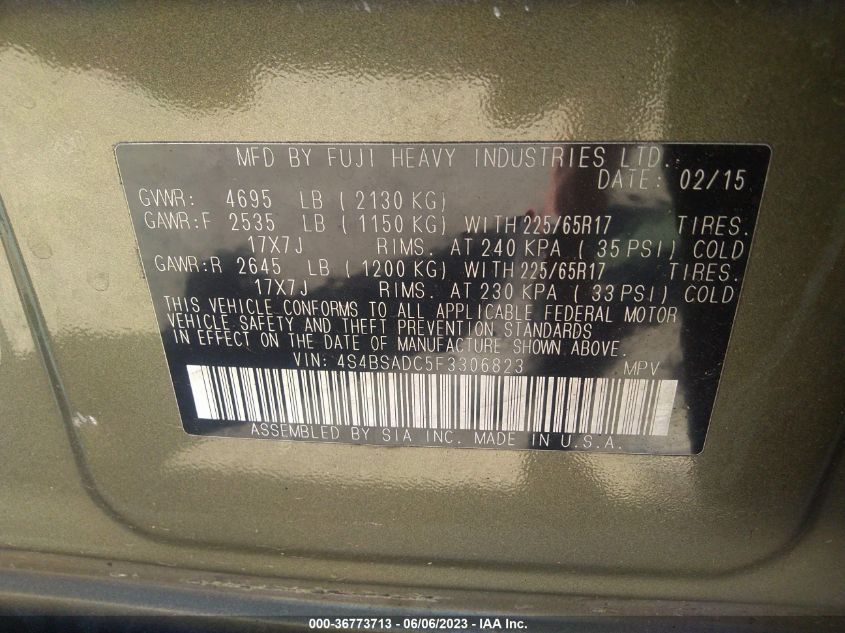 MFD BY FUJI HEAVY INDUSTRIES LTD.
DATE: 02/15
GVWR: 4695 LB ( 2130 KG)
GAWR:F 2535 LB ( 1150 KG) WITH 225/65R17 TIRES.
17X7J RIMS. AT 240 KPA ( 35 PSI) COLD
GAWR:R 2645 LB ( 1200 KG) WITH 225/65R17 TIRES.
17X7J RIMS. AT 230 KPA ( 33 PSI) COLD
THIS VEHICLE CONFORMS TO ALL APPLICABLE FEDERAL MOTOR
VEHICLE SAFETY AND THEFT PREVENTION STANDARDS
IN EFFECT ON THE DATE OF MANUFACTURE SHOWN ABOVE.
VIN: 4S4BSADC5F3306823 MPV
ASSEMBLED BY SIA INC. MADE IN U.S.A.
000-36773713 - 06/06/2023 - IAA Inc.